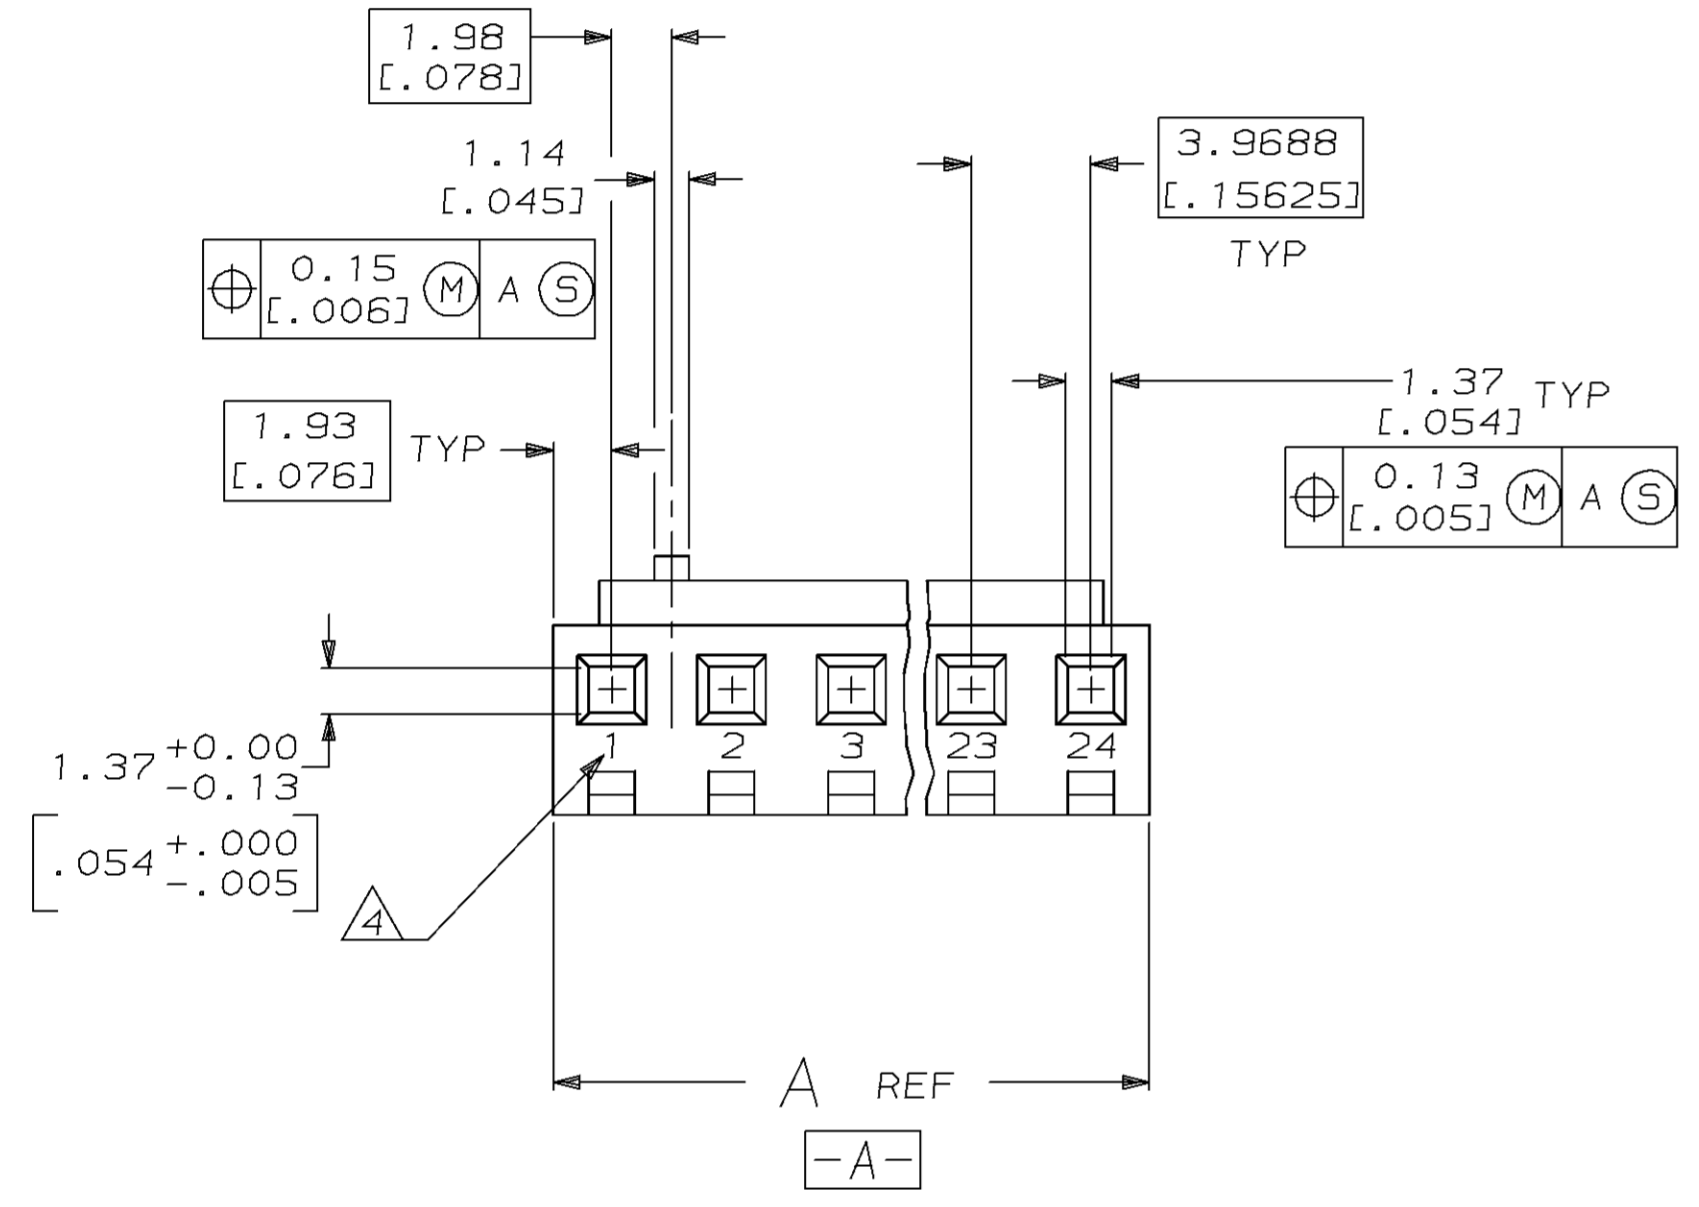 1.98
[.078]
1.14
[.045]
3.9688
[.15625]
TYP
0.15
[.006] M A S
1.37 TYP
[.054]
1.93
[.076] TYP
0.13
[.005] M A S
1 2 3 23 24
1.37 +0.00
-0.13
[.054 +.000
-.005]
4
A REF
-A-